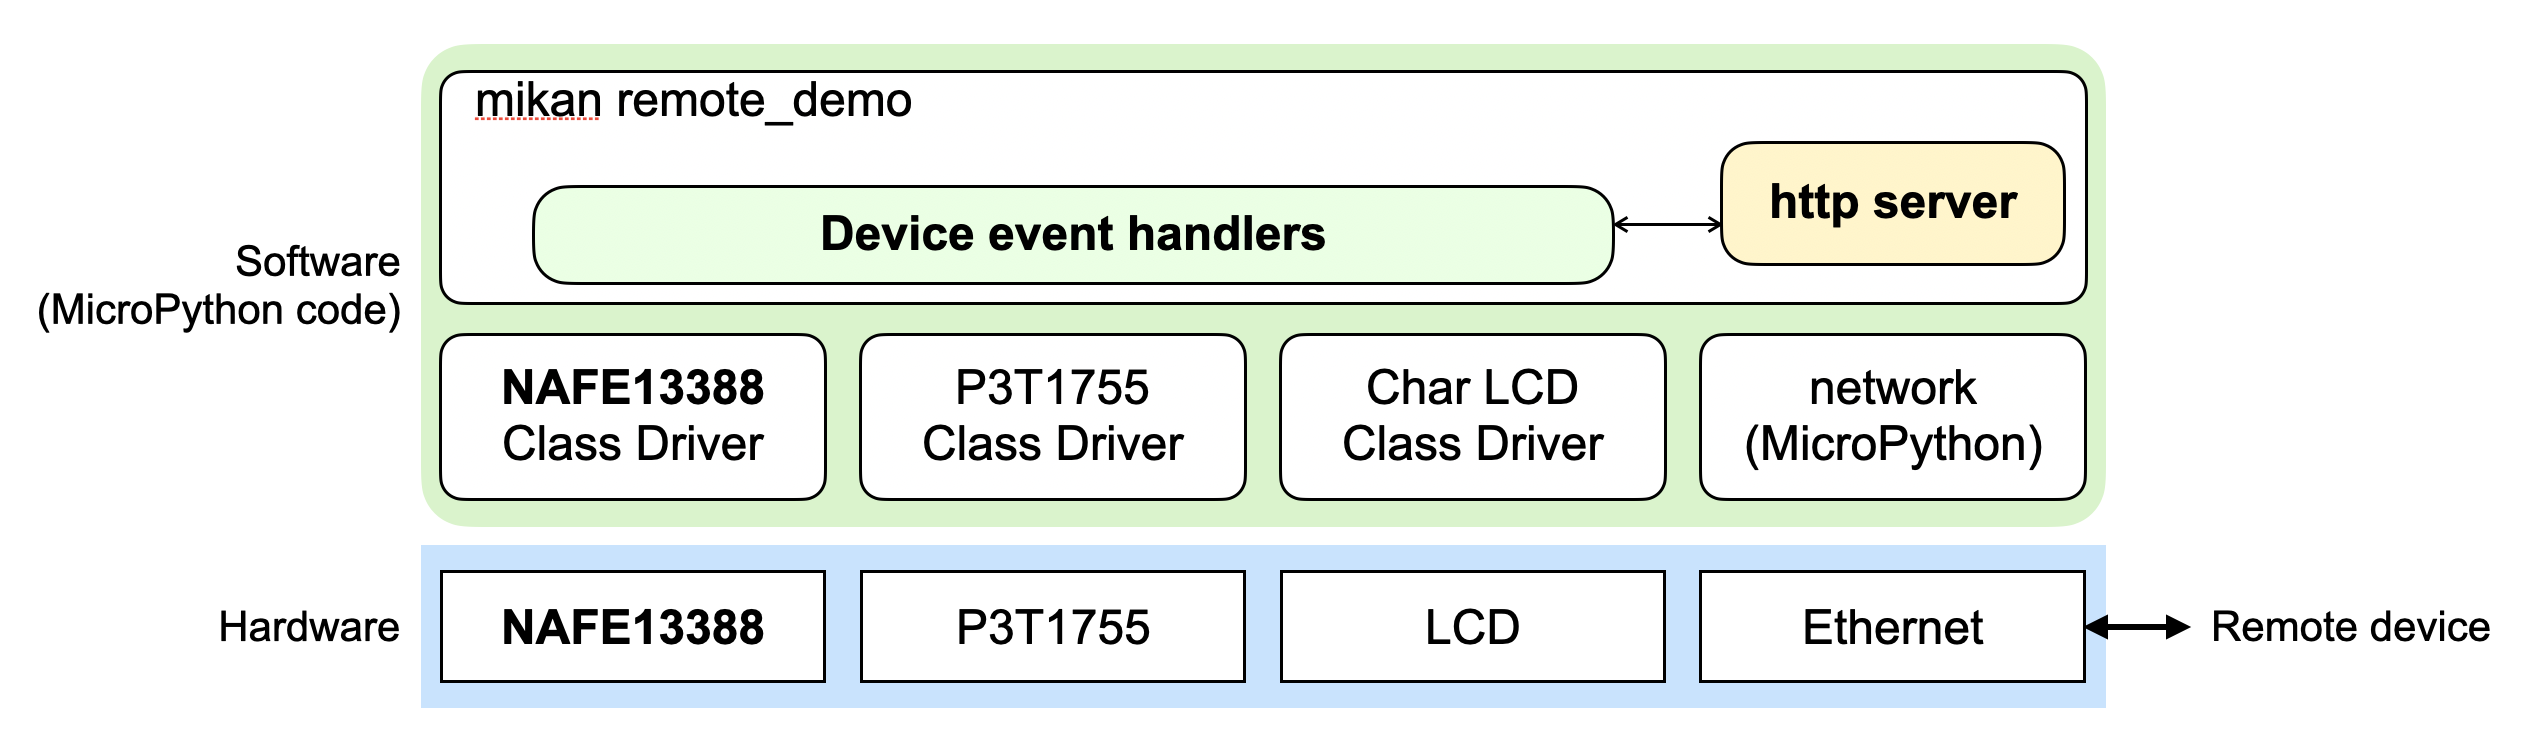 mikan remote_demo
http server
Device event handlers
Software
(MicroPython code)
NAFE13388
Class Driver
P3T1755
Class Driver
Char LCD
Class Driver
network
(MicroPython)
Hardware
NAFE13388
P3T1755
LCD
Ethernet
Remote device